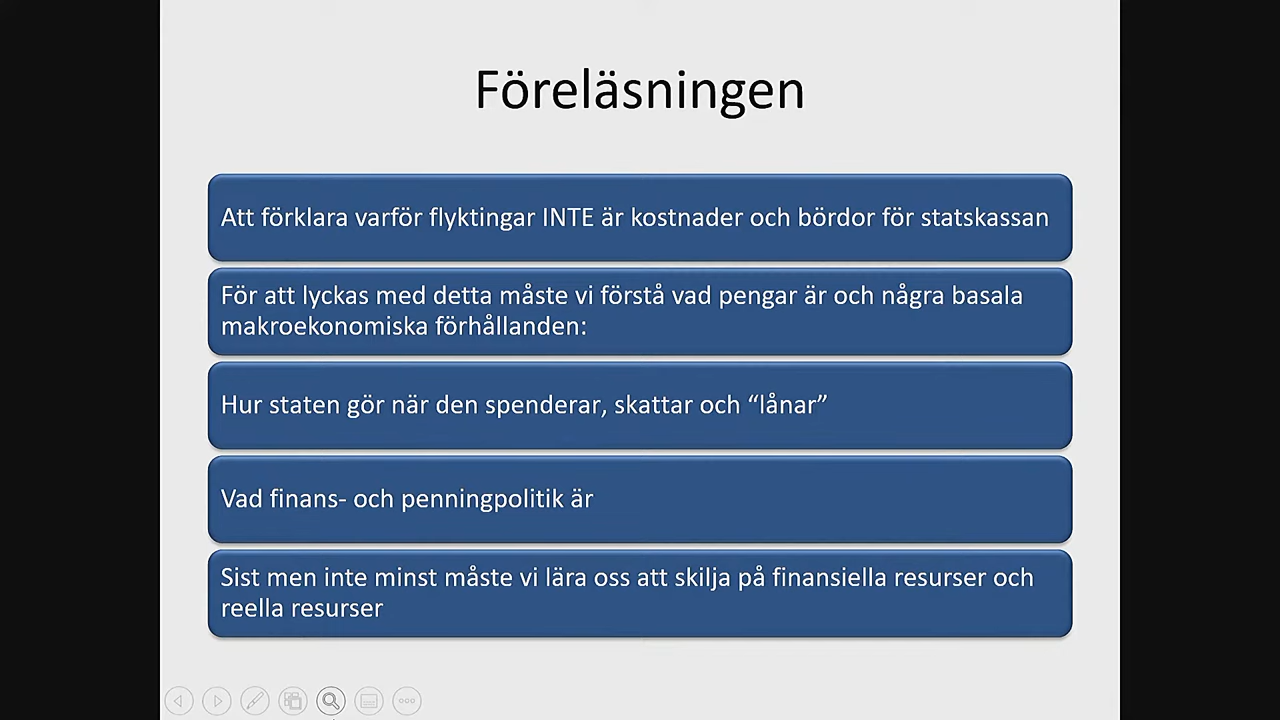 Föreläsningen
Att förklara varför flyktingar INTE är kostnader och bördor för statskassan
För att lyckas med detta måste vi förstå vad pengar är och några basala
makroekonomiska förhållanden:
Hur staten gör när den spenderar, skattar och “lånar”
Vad finans- och penningpolitik är
Sist men inte minst måste vi lära oss att skilja på finansiella resurser och
reella resurser